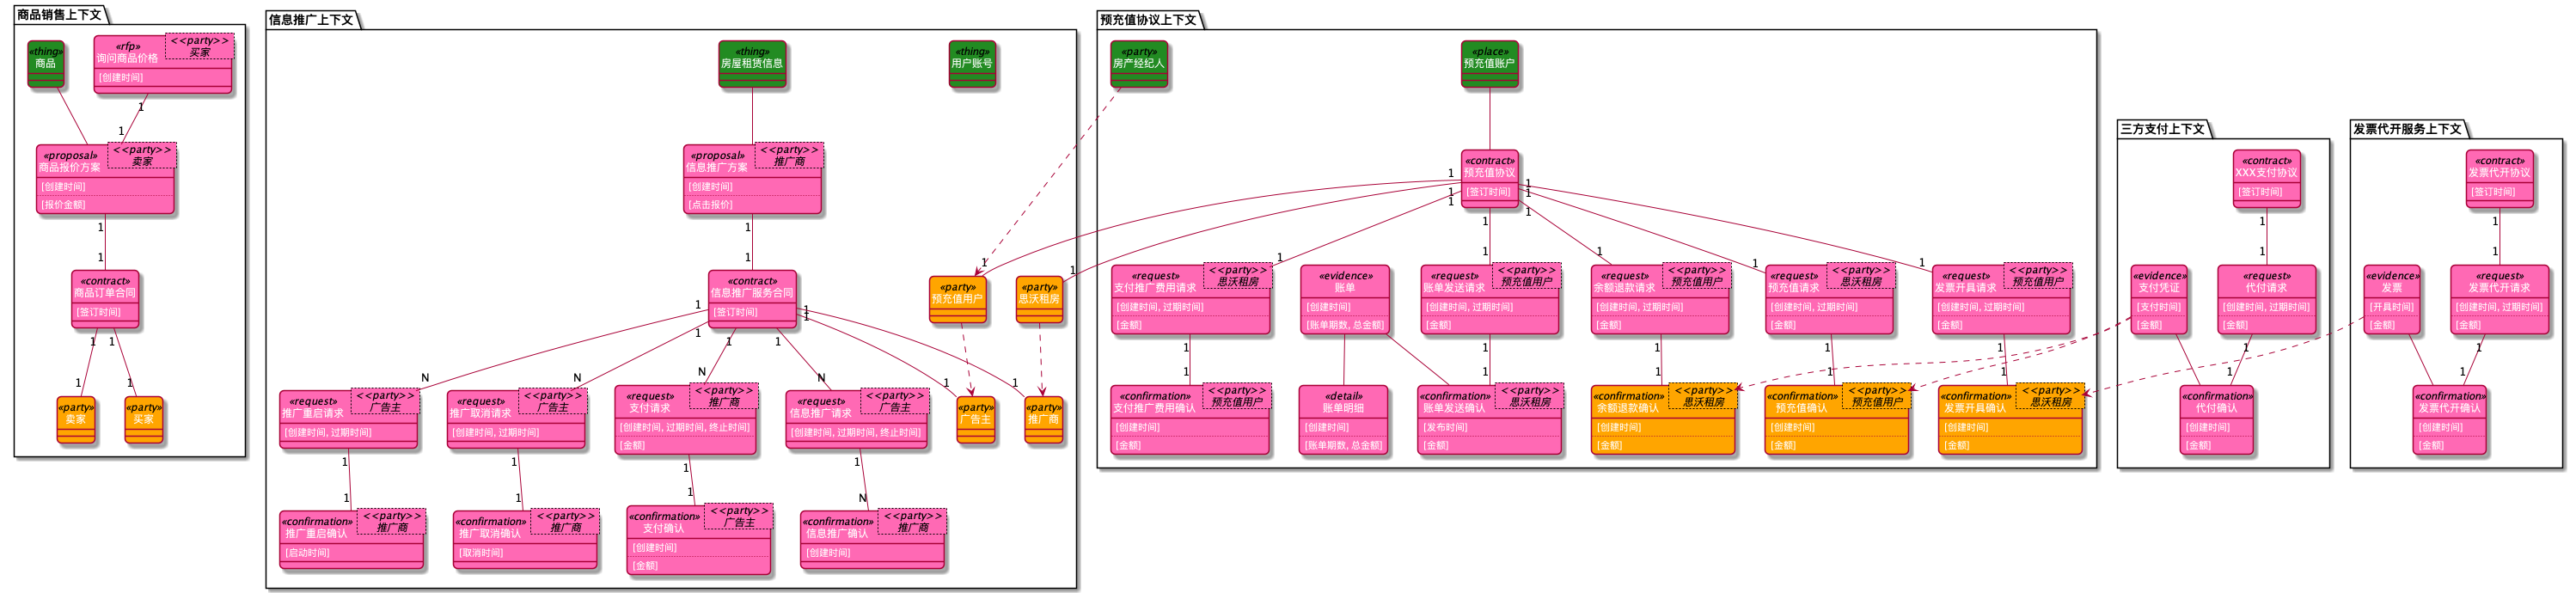 商品销售上下文
«thing»
商品
«rfp»
询问商品价格
<<party>>
买家
[创建时间]
1
1
«proposal»
商品报价方案
<<party>>
卖家
[创建时间]
[报价金额]
1
1
«contract»
商品订单合同
[签订时间]
1
1
1
1
«party»
卖家
«party»
买家
信息推广上下文
«thing»
房屋租赁信息
«thing»
用户账号
«proposal»
信息推广方案
<<party>>
推广商
[创建时间]
[点击报价]
1
1
«contract»
信息推广服务合同
[签订时间]
1
1
1
1
1
1
N
N
N
N
1
1
«party»
预充值用户
«party»
思沃租房
«request»
推广重启请求
<<party>>
广告主
[创建时间, 过期时间]
«request»
推广取消请求
<<party>>
广告主
[创建时间, 过期时间]
«request»
支付请求
<<party>>
推广商
[创建时间, 过期时间, 终止时间]
[金额]
«request»
信息推广请求
<<party>>
广告主
[创建时间, 过期时间, 终止时间]
«party»
广告主
«party»
推广商
1
1
1
1
1
1
1
N
«confirmation»
推广重启确认
<<party>>
推广商
[启动时间]
«confirmation»
推广取消确认
<<party>>
推广商
[取消时间]
«confirmation»
支付确认
<<party>>
广告主
[创建时间]
[金额]
«confirmation»
信息推广确认
<<party>>
推广商
[创建时间]
预充值协议上下文
«party»
房产经纪人
«place»
预充值账户
«contract»
预充值协议
[签订时间]
1
1
1
1
1
1
1
1
1
1
1
1
1
1
«request»
支付推广费用请求
<<party>>
思沃租房
[创建时间, 过期时间]
[金额]
«evidence»
账单
[创建时间]
[账单期数, 总金额]
«request»
账单发送请求
<<party>>
预充值用户
[创建时间, 过期时间]
[金额]
«request»
余额退款请求
<<party>>
预充值用户
[创建时间, 过期时间]
[金额]
«request»
预充值请求
<<party>>
思沃租房
[创建时间, 过期时间]
[金额]
«request»
发票开具请求
<<party>>
预充值用户
[创建时间, 过期时间]
[金额]
1
1
1
1
1
1
1
1
1
1
«confirmation»
支付推广费用确认
<<party>>
预充值用户
[创建时间]
[金额]
«detail»
账单明细
[创建时间]
[账单期数, 总金额]
«confirmation»
账单发送确认
<<party>>
思沃租房
[发布时间]
[金额]
«confirmation»
余额退款确认
<<party>>
思沃租房
[创建时间]
[金额]
«confirmation»
预充值确认
<<party>>
预充值用户
[创建时间]
[金额]
«confirmation»
发票开具确认
<<party>>
思沃租房
[创建时间]
[金额]
三方支付上下文
«contract»
XXX支付协议
[签订时间]
1
1
«evidence»
支付凭证
[支付时间]
[金额]
«request»
代付请求
[创建时间, 过期时间]
[金额]
1
1
«confirmation»
代付确认
[创建时间]
[金额]
发票代开服务上下文
«contract»
发票代开协议
[签订时间]
1
1
«evidence»
发票
[开具时间]
[金额]
«request»
发票代开请求
[创建时间, 过期时间]
[金额]
1
1
«confirmation»
发票代开确认
[创建时间]
[金额]